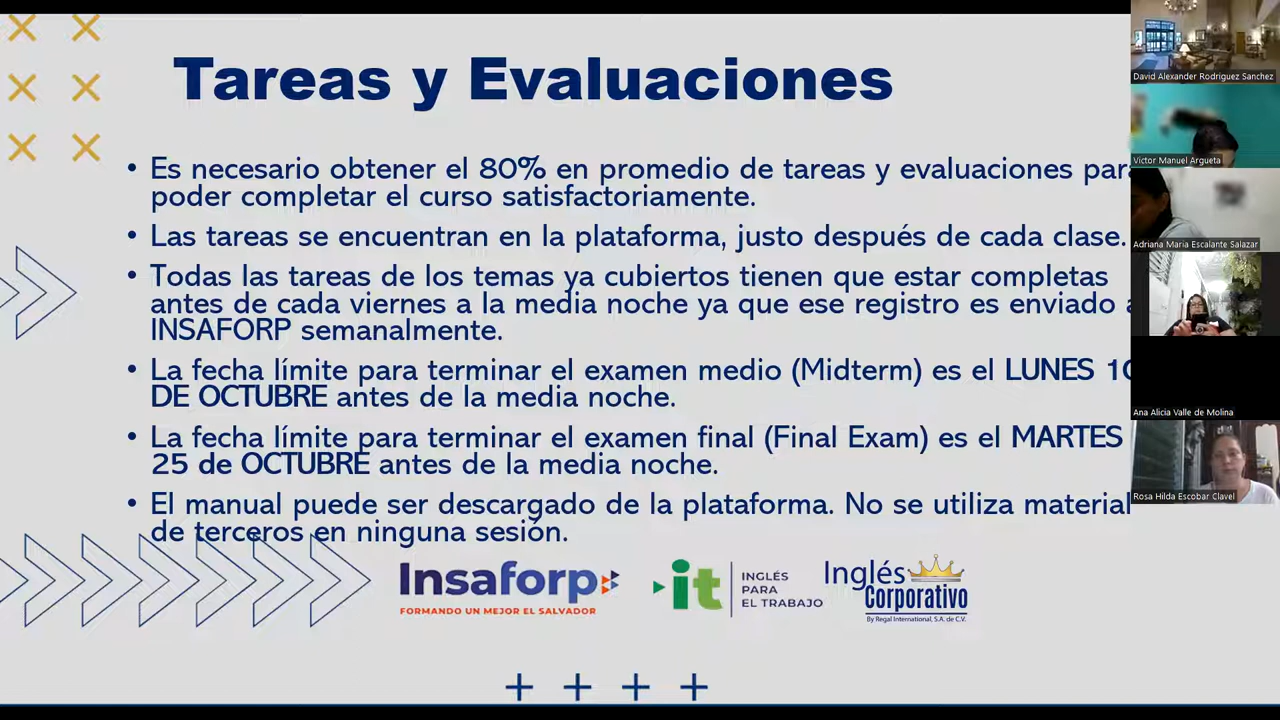 Tareas y Evaluaciones
• Es necesario obtener el 80% en promedio de tareas y evaluaciones para
poder completar el curso satisfactoriamente.
• Las tareas se encuentran en la plataforma, justo después de cada clase.
• Todas las tareas de los temas ya cubiertos tienen que estar completas
antes de cada viernes a la media noche ya que ese registro es enviado a
INSAFORP semanalmente.
• La fecha límite para terminar el examen medio (Midterm) es el LUNES 10
DE OCTUBRE antes de la media noche.
• La fecha límite para terminar el examen final (Final Exam) es el MARTES
25 de OCTUBRE antes de la media noche.
• El manual puede ser descargado de la plataforma. No se utiliza material
de terceros en ninguna sesión.
Insaforp
FORMANDO UN MEJOR EL SALVADOR
it
INGLÉS
PARA
EL TRABAJO
Inglés
Corporativo
By Regal International, S.A. de C.V.
David Alexander Rodriguez Sanchez
Víctor Manuel Argueta
Adriana María Escalante Salazar
Ana Alicia Valle de Molina
Rosa Hilda Escobar Clavel